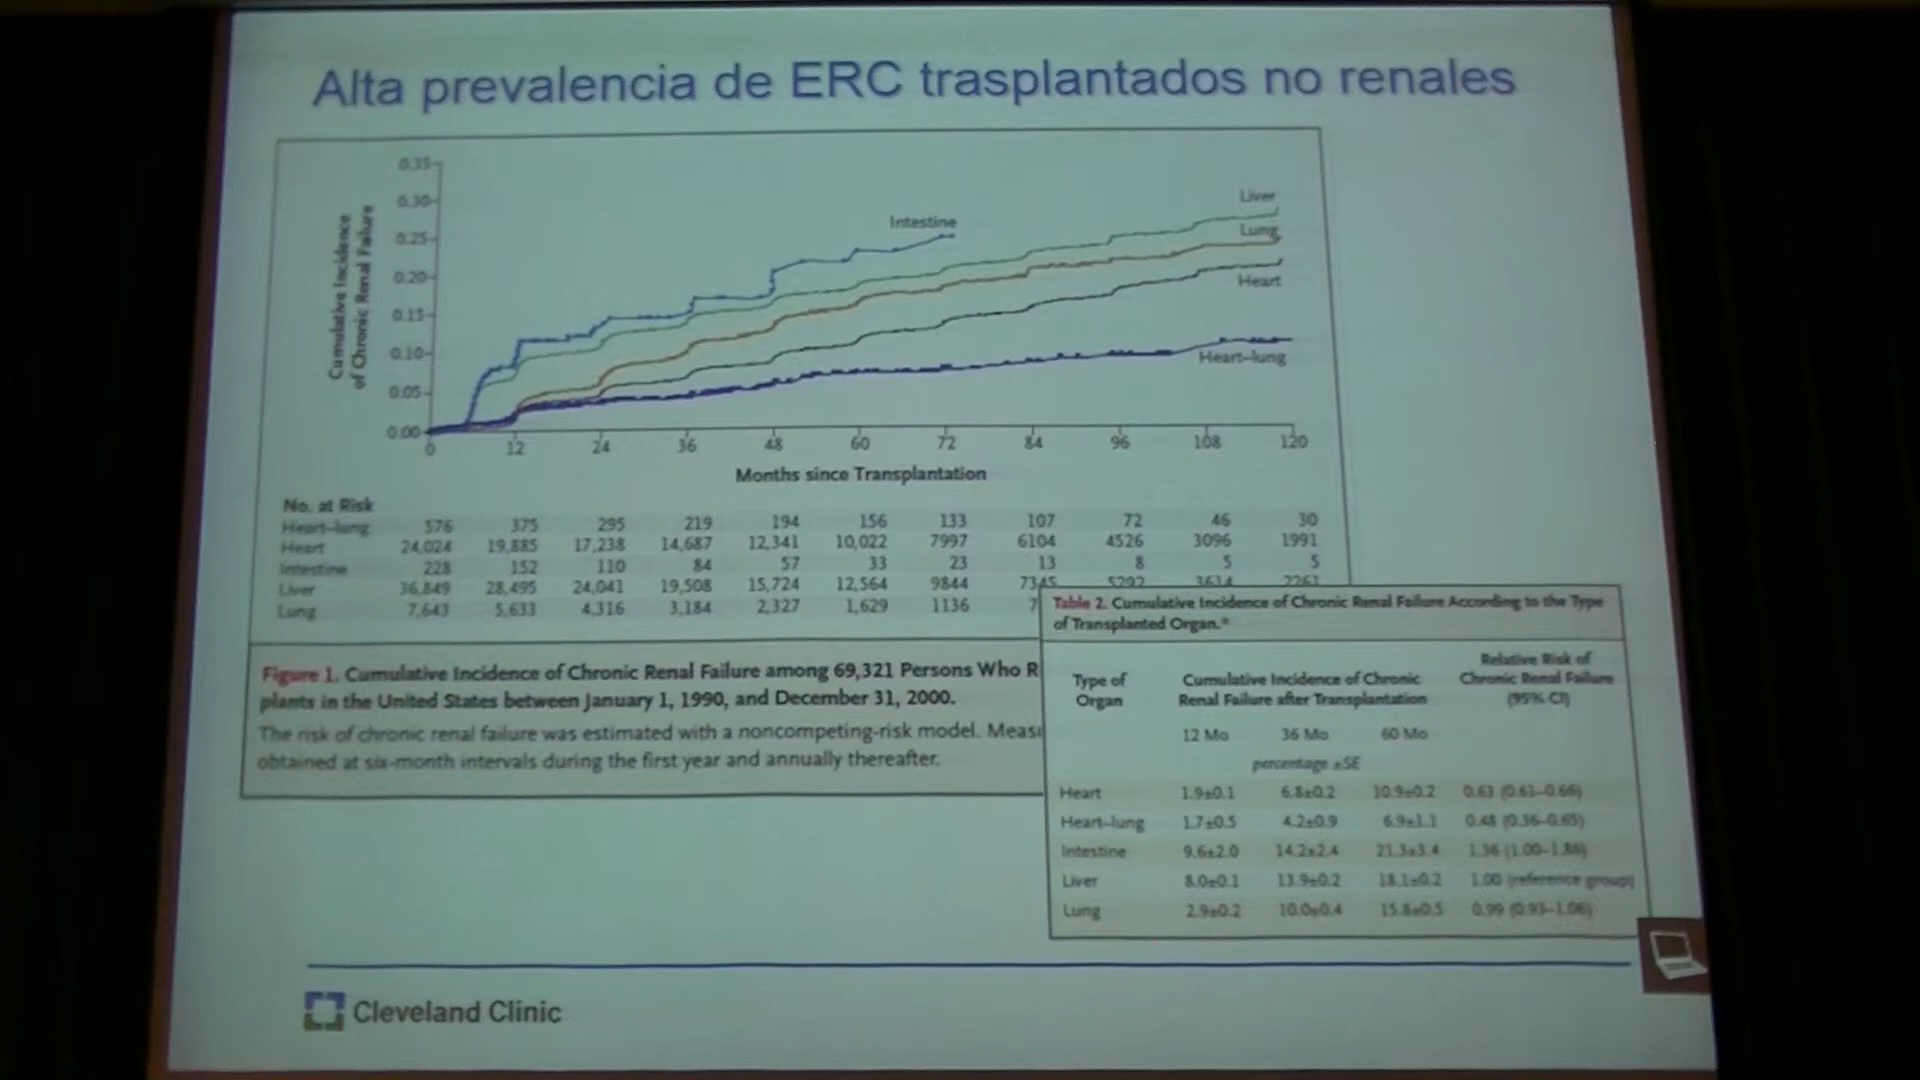 Alta prevalencia de ERC trasplantados no renales
Cumulative Incidence
of Chronic Renal Failure
0.35
0.30
0.25
0.20
0.15
0.10
0.05
0.00
Intestine
Liver
Lung
Heart
Heart–lung
0 12 24 36 48 60 72 84 96 108 120
Months since Transplantation
No. at Risk
Heart–lung 576 375 295 219 194 156 133 107 72 46 30
Heart 24,024 19,885 17,238 14,687 12,341 10,022 7997 6104 4526 3096 1991
Intestine 228 152 110 84 57 33 23 13 8 5 5
Liver 36,849 28,495 24,041 19,508 15,724 12,564 9844 7345 5292 3614 2261
Lung 7,643 5,633 4,316 3,184 2,327 1,629 1136 7
Figure 1. Cumulative Incidence of Chronic Renal Failure among 69,321 Persons Who R
plants in the United States between January 1, 1990, and December 31, 2000.
The risk of chronic renal failure was estimated with a noncompeting-risk model. Measu
obtained at six-month intervals during the first year and annually thereafter.
Table 2. Cumulative Incidence of Chronic Renal Failure According to the Type
of Transplanted Organ.*
Type of
Organ
Cumulative Incidence of Chronic
Renal Failure after Transplantation
Relative Risk of
Chronic Renal Failure
(95% CI)
12 Mo 36 Mo 60 Mo
percentage ±SE
Heart 1.9±0.1 6.8±0.2 10.9±0.2 0.63 (0.61–0.66)
Heart–lung 1.7±0.5 4.2±0.9 6.9±1.1 0.48 (0.36–0.65)
Intestine 9.6±2.0 14.2±2.4 21.3±3.4 1.36 (1.00–1.86)
Liver 8.0±0.1 13.9±0.2 18.1±0.2 1.00 (reference group)
Lung 2.9±0.2 10.0±0.4 15.8±0.5 0.99 (0.93–1.06)
Cleveland Clinic